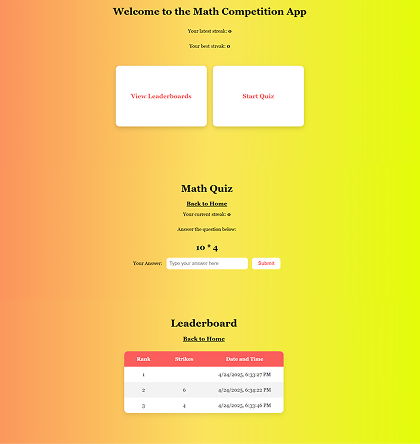 Welcome to the Math Competition App
Your latest streak: 0
Your best streak: 0
View Leaderboards
Start Quiz
Math Quiz
Back to Home
Your current streak: 0
Answer the question below:
10 * 4
Your Answer: Type your answer here Submit
Leaderboard
Back to Home
Rank Strikes Date and Time
1 4/24/2025, 6:33:27 PM
2 6 4/24/2025, 6:34:22 PM
3 4 4/24/2025, 6:33:46 PM